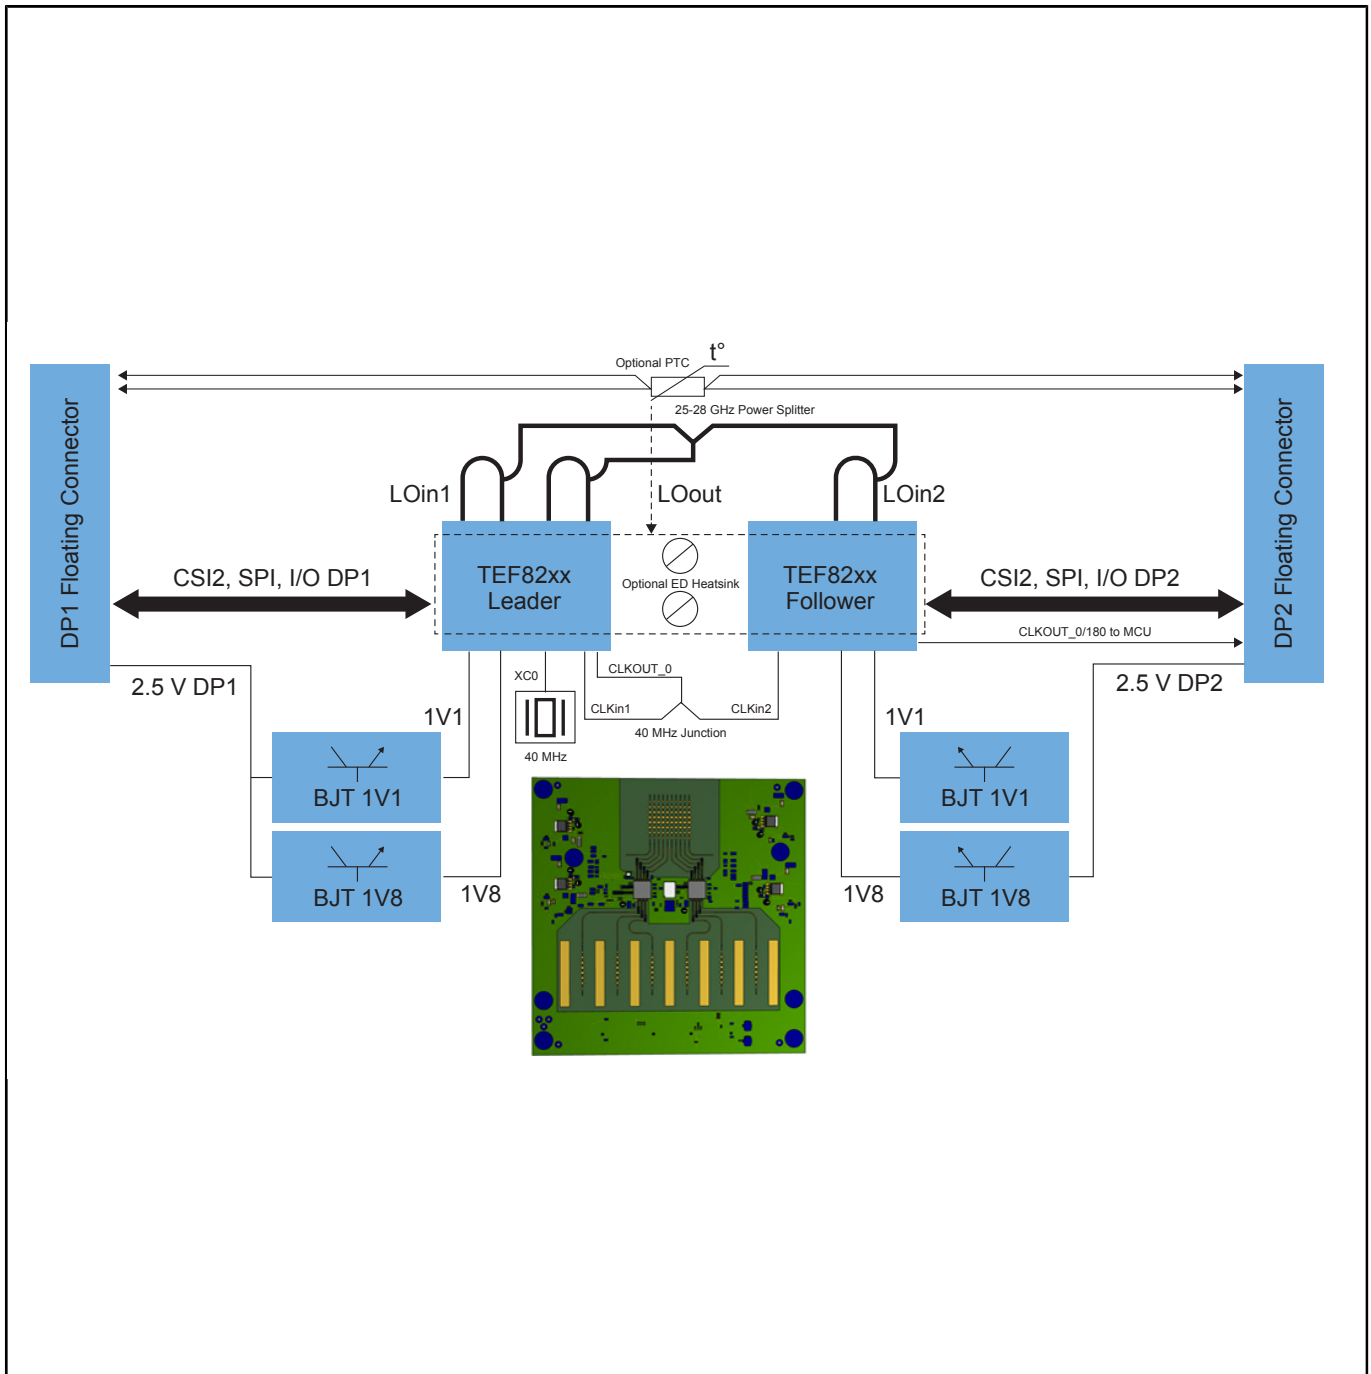 Optional PTC
t°
25-28 GHz Power Splitter
DP1 Floating Connector
DP2 Floating Connector
LOin1
LOout
LOin2
CSI2, SPI, I/O DP1
TEF82xx
Leader
Optional ED Heatsink
TEF82xx
Follower
CSI2, SPI, I/O DP2
CLKOUT_0/180 to MCU
2.5 V DP1
XC0
CLKOUT_0
2.5 V DP2
1V1
CLKin1
CLKin2
1V1
40 MHz Junction
40 MHz
BJT 1V1
BJT 1V1
1V8
1V8
BJT 1V8
BJT 1V8